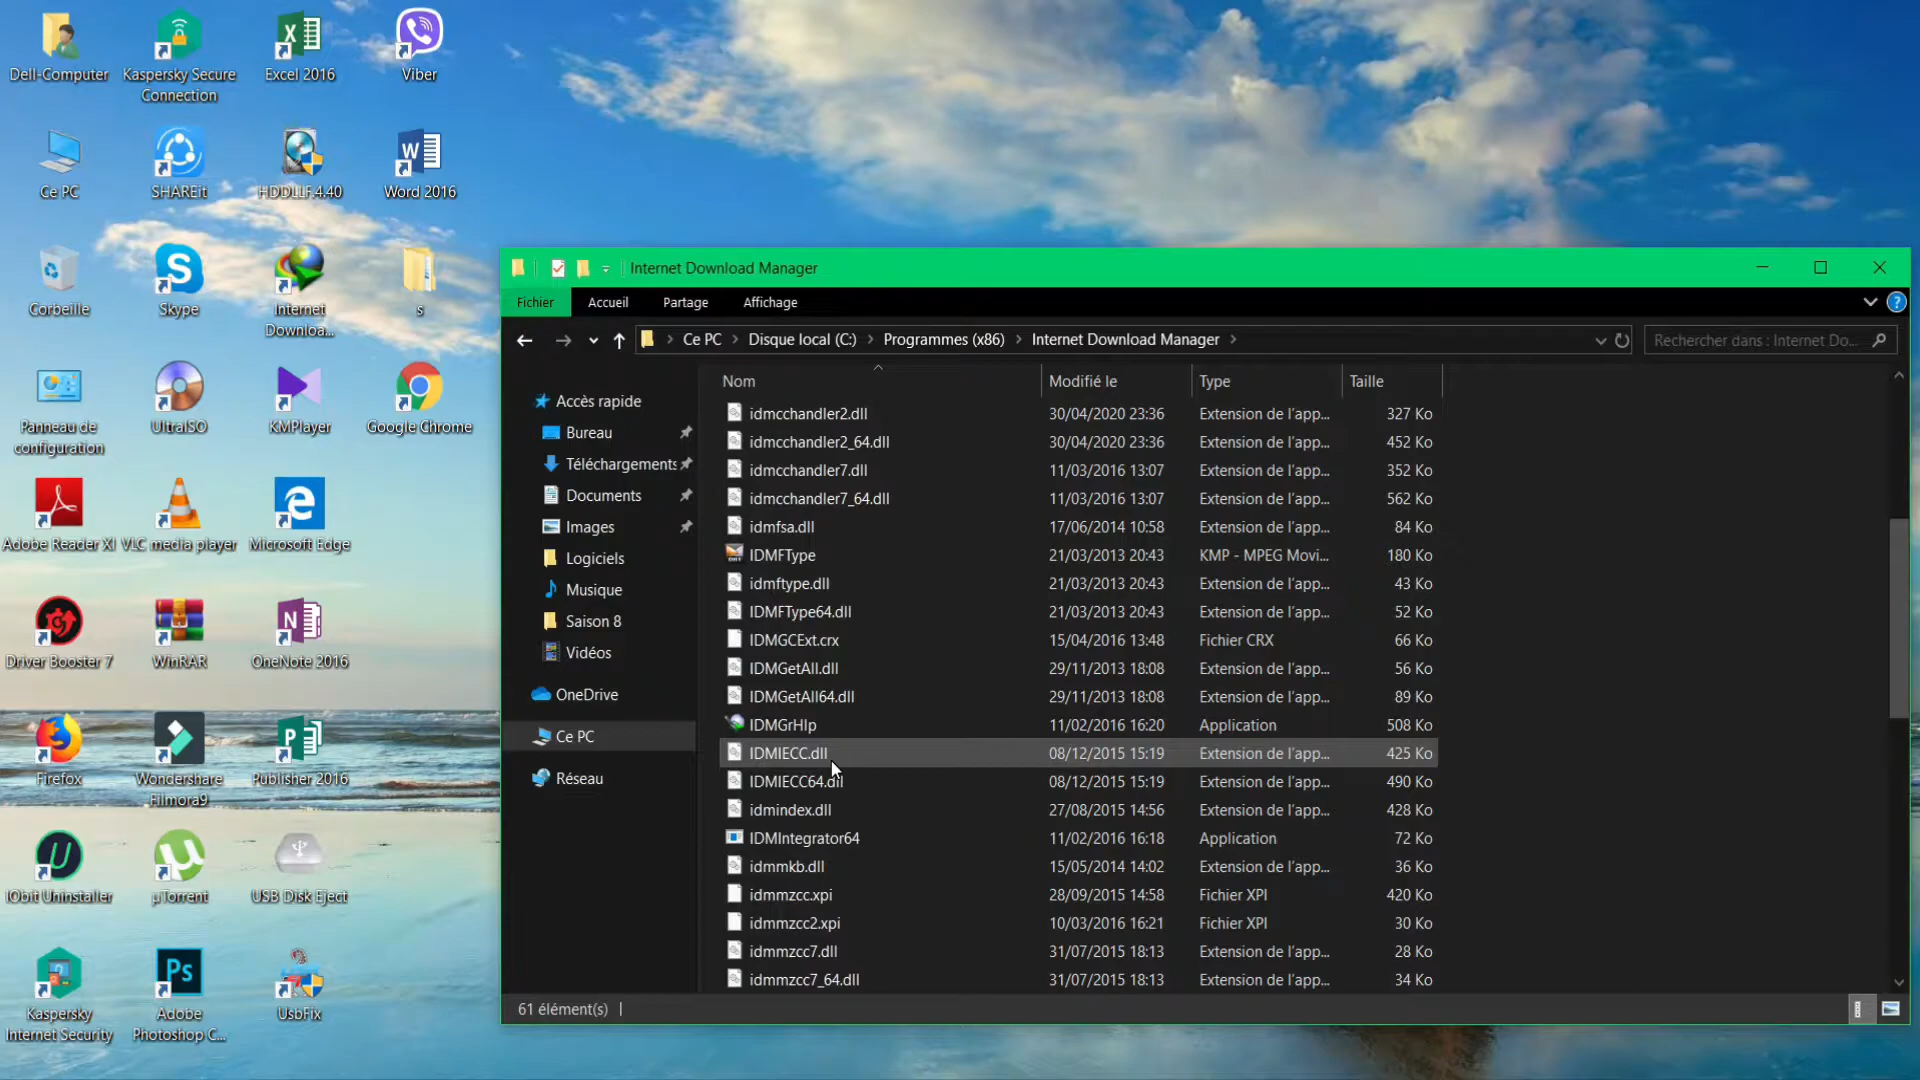 Dell-Computer
Kaspersky Secure
Connection
Excel 2016
Viber
Ce PC
SHAREit
HDDLLF.4.40
Word 2016
Corbeille
Skype
Internet
Downloa...
s
Panneau de
configuration
UltraISO
KMPlayer
Google Chrome
Adobe Reader XI
VLC media player
Microsoft Edge
Driver Booster 7
WinRAR
OneNote 2016
Firefox
Wondershare
Filmora9
Publisher 2016
IObit Uninstaller
µTorrent
USB Disk Eject
Kaspersky
Internet Security
Adobe
Photoshop C...
UsbFix
Internet Download Manager
Fichier
Accueil
Partage
Affichage
Ce PC > Disque local (C:) > Programmes (x86) > Internet Download Manager >
Rechercher dans : Internet Do...
Accès rapide
Bureau
Téléchargements
Documents
Images
Logiciels
Musique
Saison 8
Vidéos
OneDrive
Ce PC
Réseau
Nom Modifié le Type Taille
idmcchandler2.dll 30/04/2020 23:36 Extension de l'app... 327 Ko
idmcchandler2_64.dll 30/04/2020 23:36 Extension de l'app... 452 Ko
idmcchandler7.dll 11/03/2016 13:07 Extension de l'app... 352 Ko
idmcchandler7_64.dll 11/03/2016 13:07 Extension de l'app... 562 Ko
idmfsa.dll 17/06/2014 10:58 Extension de l'app... 84 Ko
IDMFType 21/03/2013 20:43 KMP - MPEG Movi... 180 Ko
idmftype.dll 21/03/2013 20:43 Extension de l'app... 43 Ko
IDMFType64.dll 21/03/2013 20:43 Extension de l'app... 52 Ko
IDMGCExt.crx 15/04/2016 13:48 Fichier CRX 66 Ko
IDMGetAll.dll 29/11/2013 18:08 Extension de l'app... 56 Ko
IDMGetAll64.dll 29/11/2013 18:08 Extension de l'app... 89 Ko
IDMGrHlp 11/02/2016 16:20 Application 508 Ko
IDMIECC.dll 08/12/2015 15:19 Extension de l'app... 425 Ko
IDMIECC64.dll 08/12/2015 15:19 Extension de l'app... 490 Ko
idmindex.dll 27/08/2015 14:56 Extension de l'app... 428 Ko
IDMIntegrator64 11/02/2016 16:18 Application 72 Ko
idmmkb.dll 15/05/2014 14:02 Extension de l'app... 36 Ko
idmmzcc.xpi 28/09/2015 14:58 Fichier XPI 420 Ko
idmmzcc2.xpi 10/03/2016 16:21 Fichier XPI 30 Ko
idmmzcc7.dll 31/07/2015 18:13 Extension de l'app... 28 Ko
idmmzcc7_64.dll 31/07/2015 18:13 Extension de l'app... 34 Ko
61 élément(s)